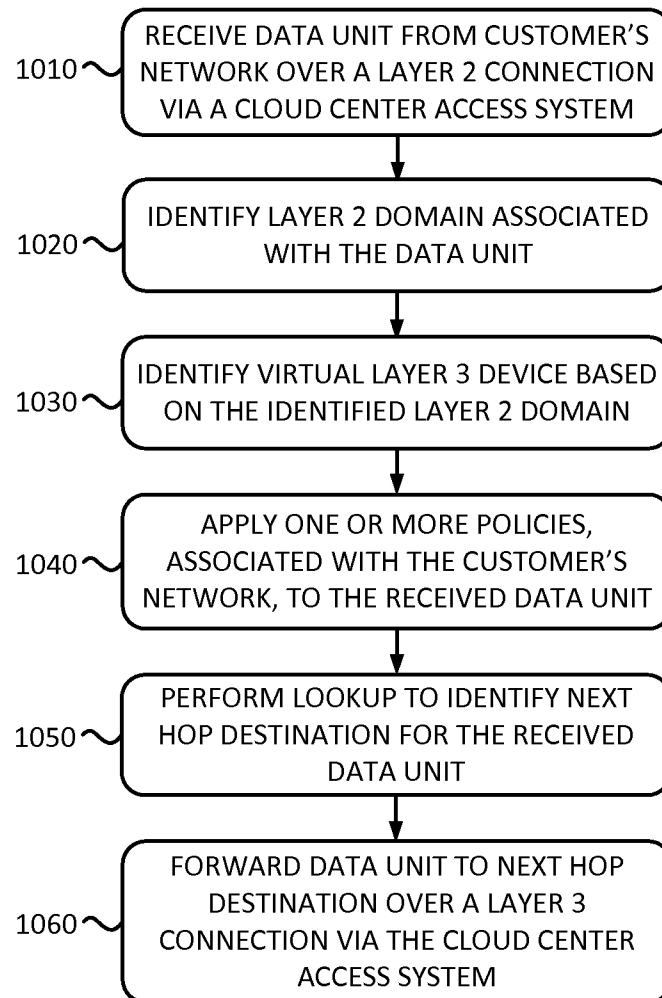 1010
RECEIVE DATA UNIT FROM CUSTOMER'S
NETWORK OVER A LAYER 2 CONNECTION
VIA A CLOUD CENTER ACCESS SYSTEM
1020
IDENTIFY LAYER 2 DOMAIN ASSOCIATED
WITH THE DATA UNIT
1030
IDENTIFY VIRTUAL LAYER 3 DEVICE BASED
ON THE IDENTIFIED LAYER 2 DOMAIN
1040
APPLY ONE OR MORE POLICIES,
ASSOCIATED WITH THE CUSTOMER'S
NETWORK, TO THE RECEIVED DATA UNIT
1050
PERFORM LOOKUP TO IDENTIFY NEXT
HOP DESTINATION FOR THE RECEIVED
DATA UNIT
1060
FORWARD DATA UNIT TO NEXT HOP
DESTINATION OVER A LAYER 3
CONNECTION VIA THE CLOUD CENTER
ACCESS SYSTEM